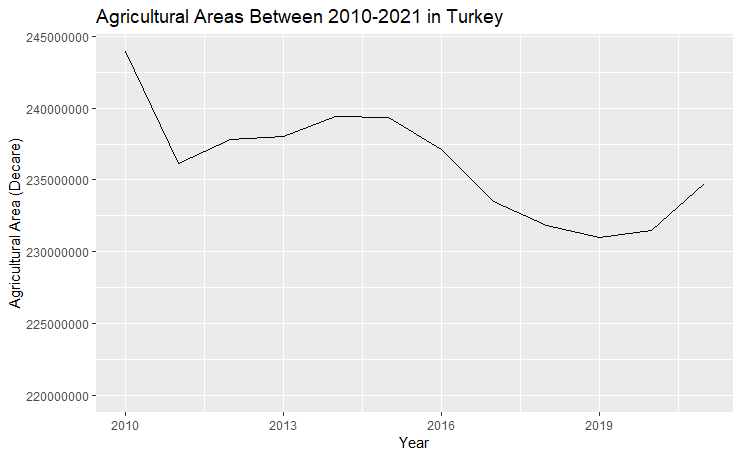 Agricultural Areas Between 2010-2021 in Turkey
245000000
240000000
235000000
230000000
225000000
220000000
Agricultural Area (Decare)
2010 2013 2016 2019
Year